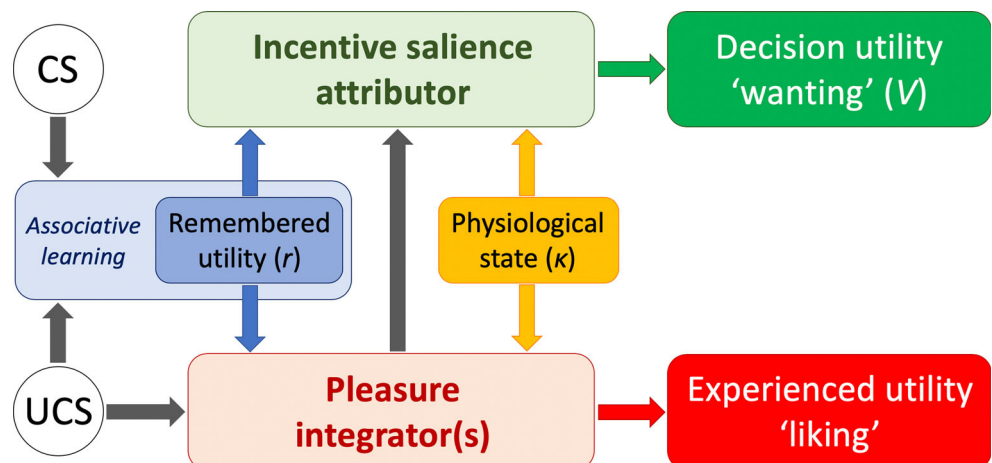 CS
Incentive salience
attributor
Decision utility
‘wanting’ (V)
Associative
learning
Remembered
utility (r)
Physiological
state (κ)
UCS
Pleasure
integrator(s)
Experienced utility
‘liking’